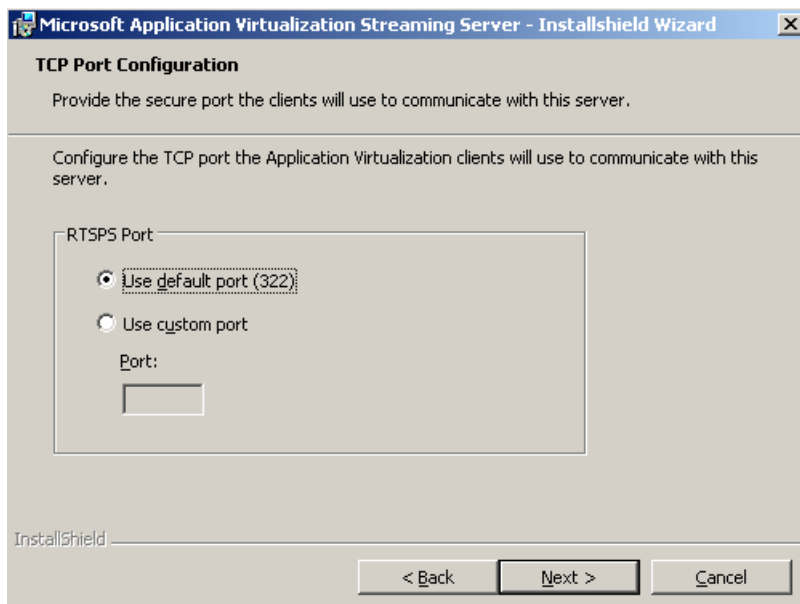 Microsoft Application Virtualization Streaming Server - Installshield Wizard
TCP Port Configuration
Provide the secure port the clients will use to communicate with this server.
Configure the TCP port the Application Virtualization clients will use to communicate with this
server.
RTSPS Port
Use default port (322)
Use custom port
Port:
InstallShield
< Back
Next >
Cancel